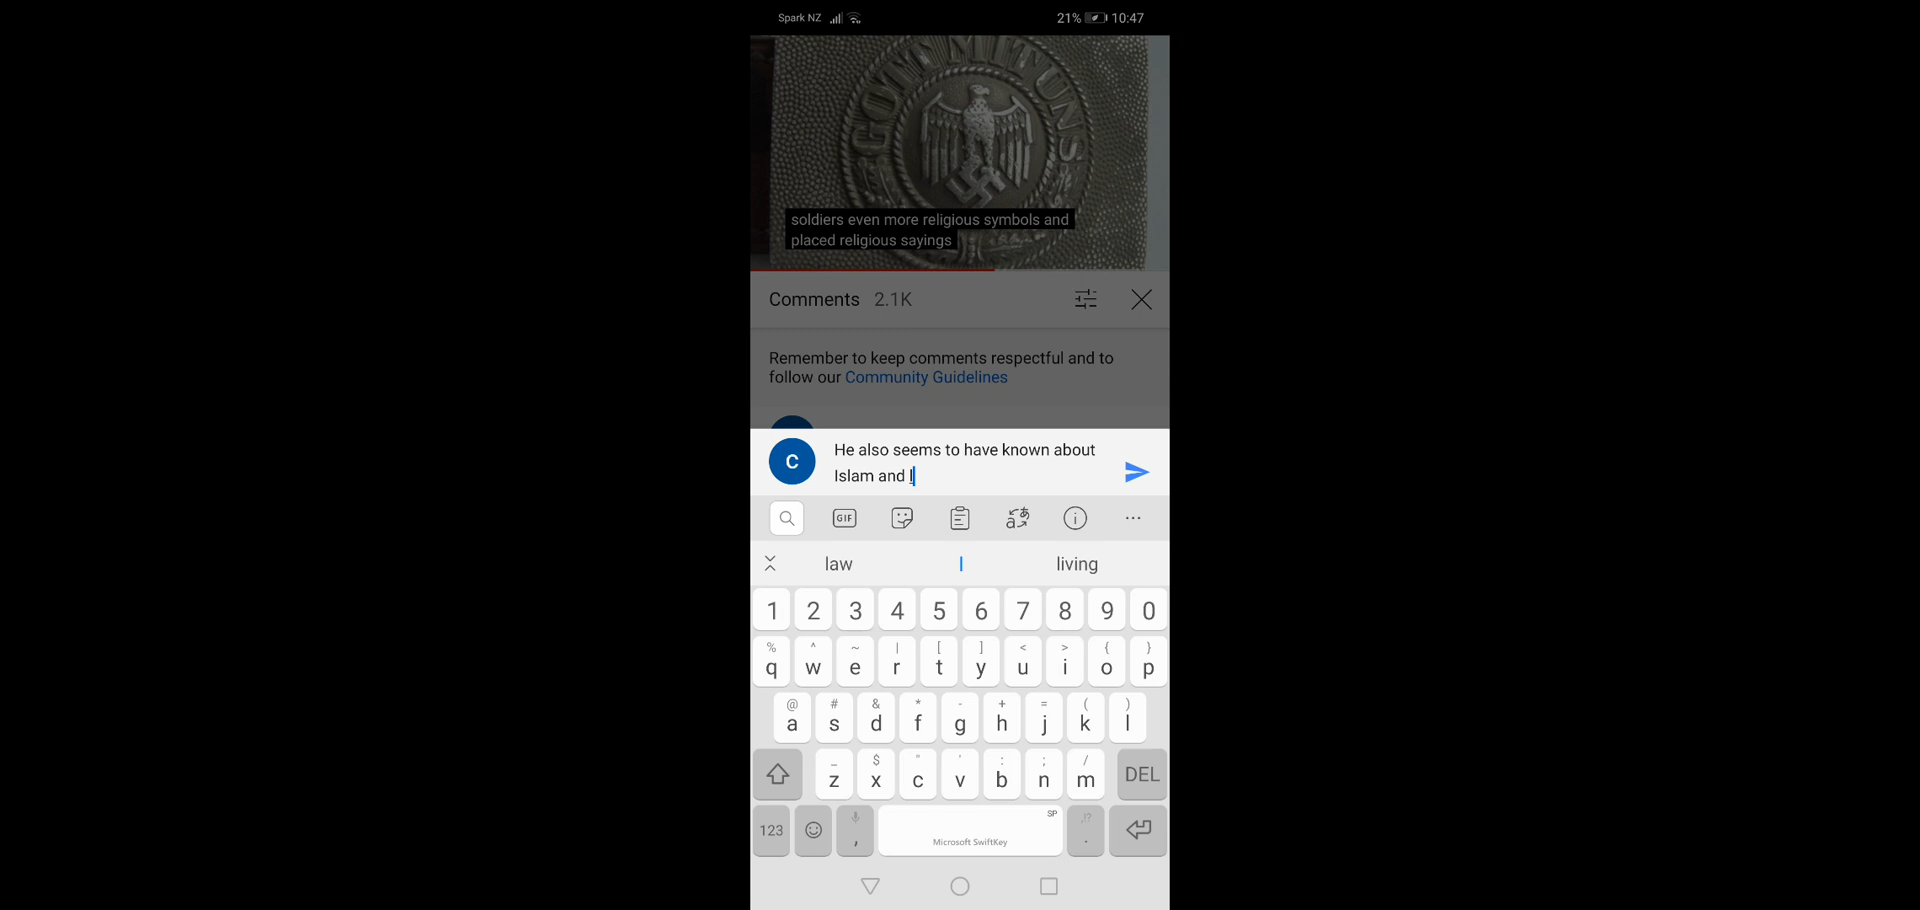 Spark NZ 21% 10:47
GOTT MIT UNS
soldiers even more religious symbols and
placed religious sayings
Comments 2.1K
Remember to keep comments respectful and to
follow our Community Guidelines
C
He also seems to have known about
Islam and l
GIF
law l living
1 2 3 4 5 6 7 8 9 0
% ^ ~ | [ ] < > { }
q w e r t y u i o p
@ # & * - + = ( )
a s d f g h j k l
_ $ " ' : ; /
z x c v b n m DEL
SP
,!?
123 , Microsoft SwiftKey .